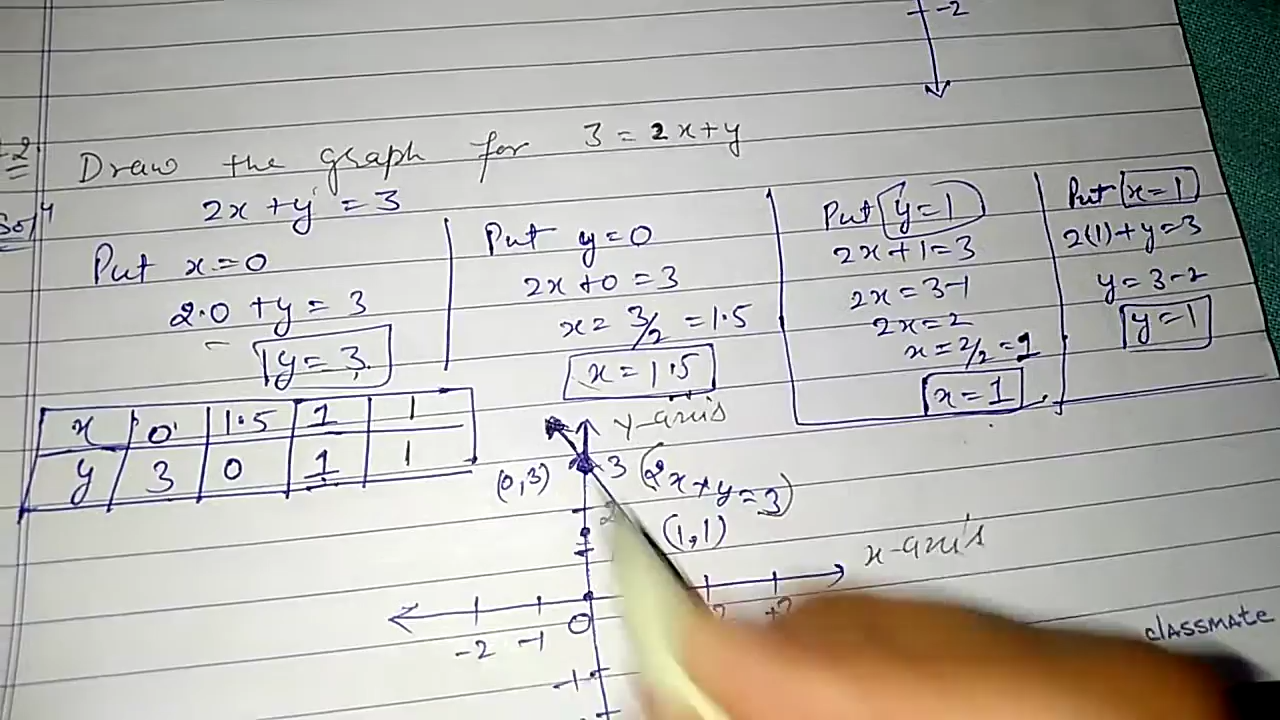 -2
Draw the graph for 3 = 2x+y
Solⁿ
2x + y = 3
Put x=0
2·0 + y = 3
y = 3
Put y=0
2x + 0 = 3
x = 3/2 = 1.5
x = 1.5
Put y=1
2x + 1 = 3
2x = 3-1
2x = 2
x = 2/2 = 1
x = 1
Put x=1
2(1) + y = 3
y = 3-2
y = 1
x 0 1.5 1 1
y 3 0 1 1
y-axis
(0,3) 3 (2x+y=3)
2 (1,1)
x-axis
-2 -1 0
-1
classmate